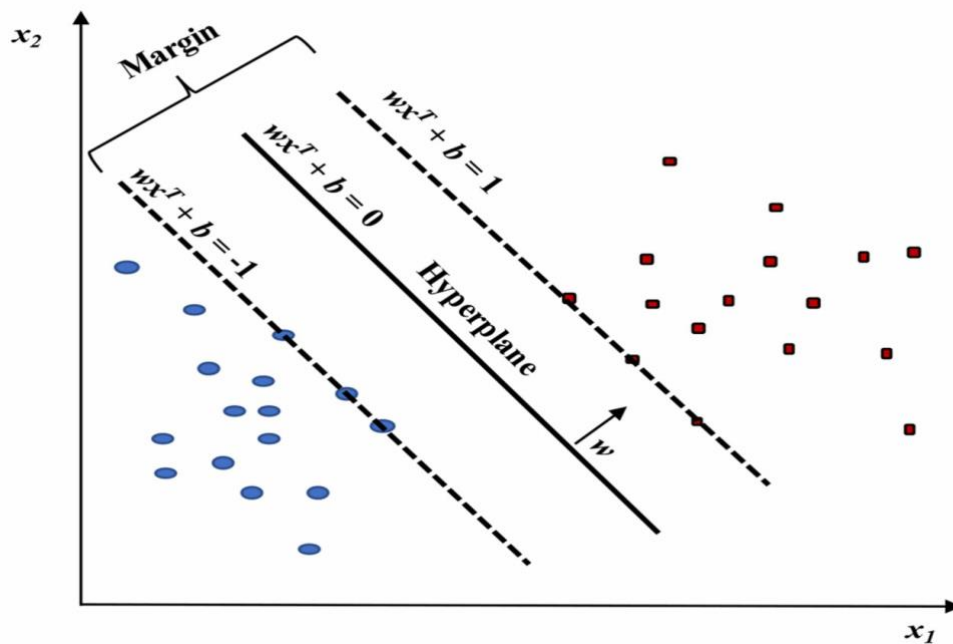 x₂
Margin
wxᵀ + b = 1
wxᵀ + b = 0
wxᵀ + b = -1
Hyperplane
w
x₁